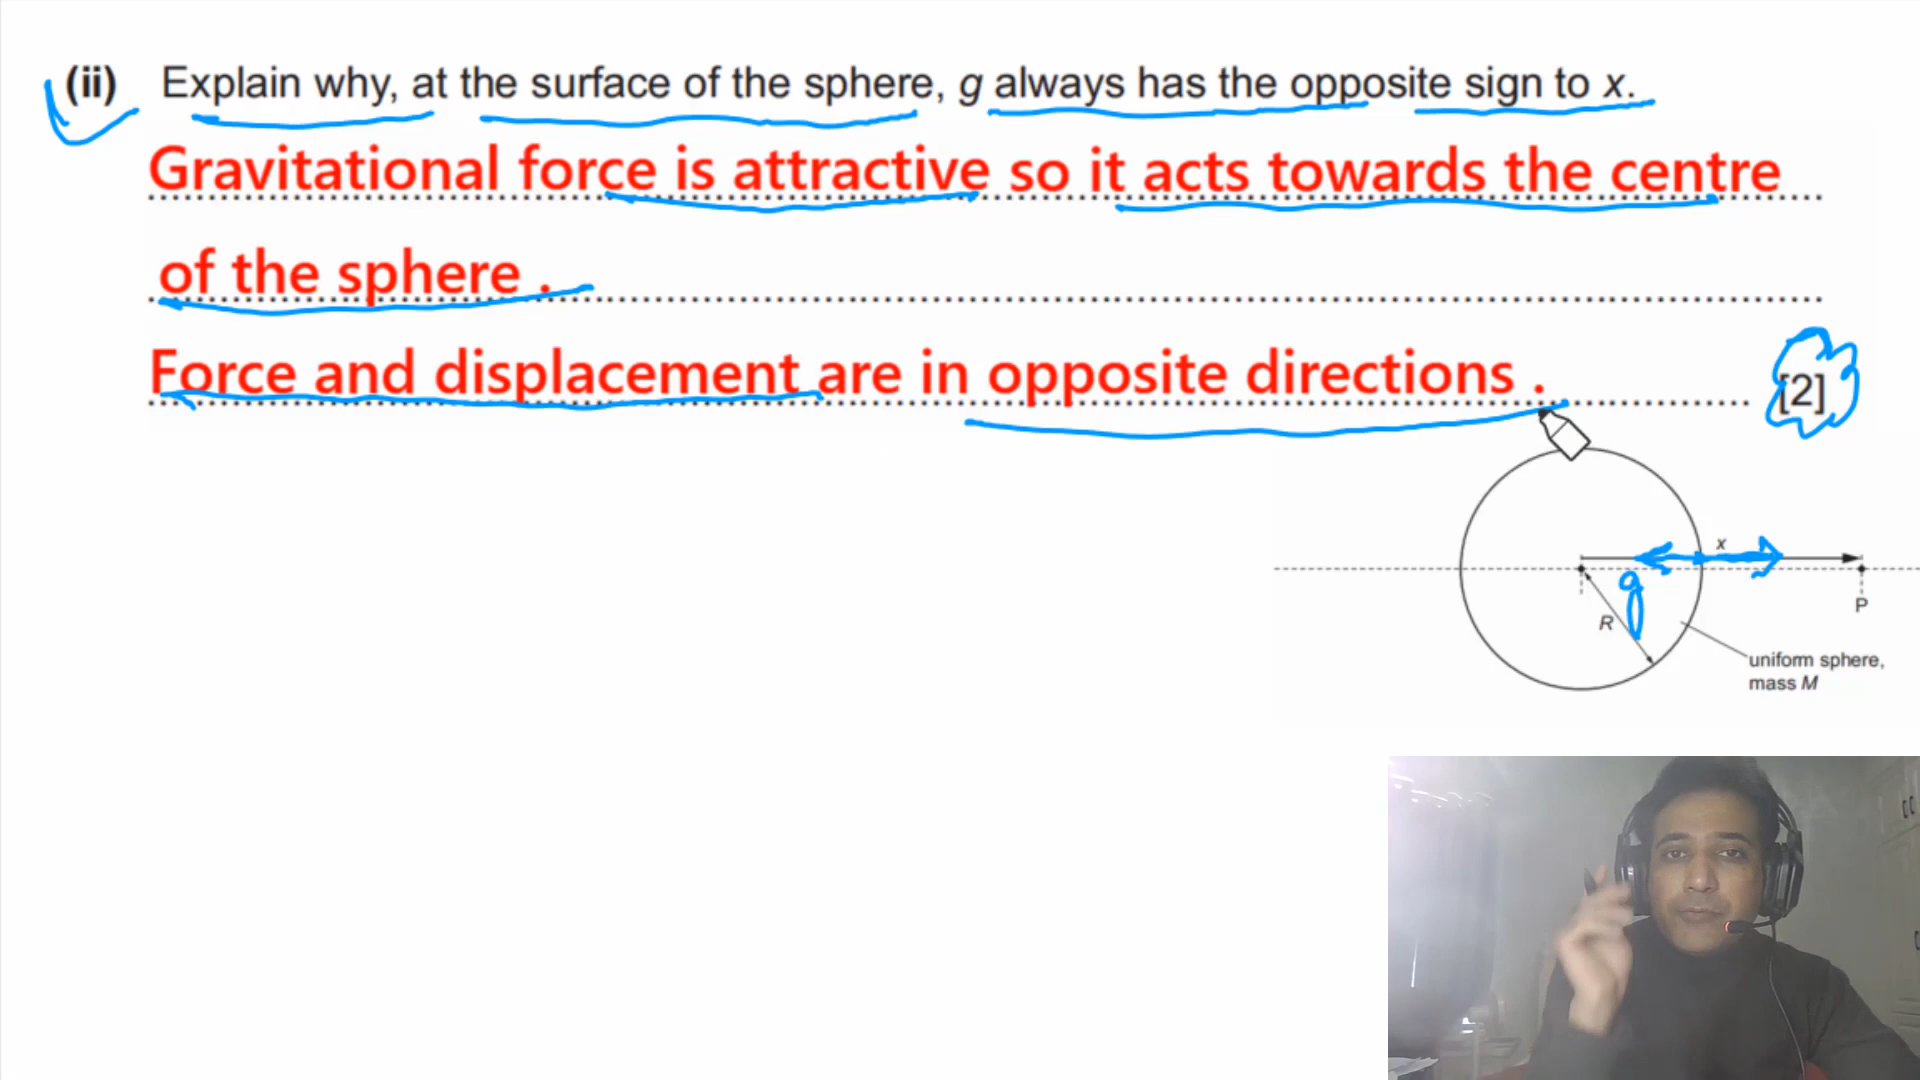 (ii) Explain why, at the surface of the sphere, g always has the opposite sign to x.
Gravitational force is attractive so it acts towards the centre
of the sphere .
Force and displacement are in opposite directions .
[2]
x
g
P
R
uniform sphere,
mass M